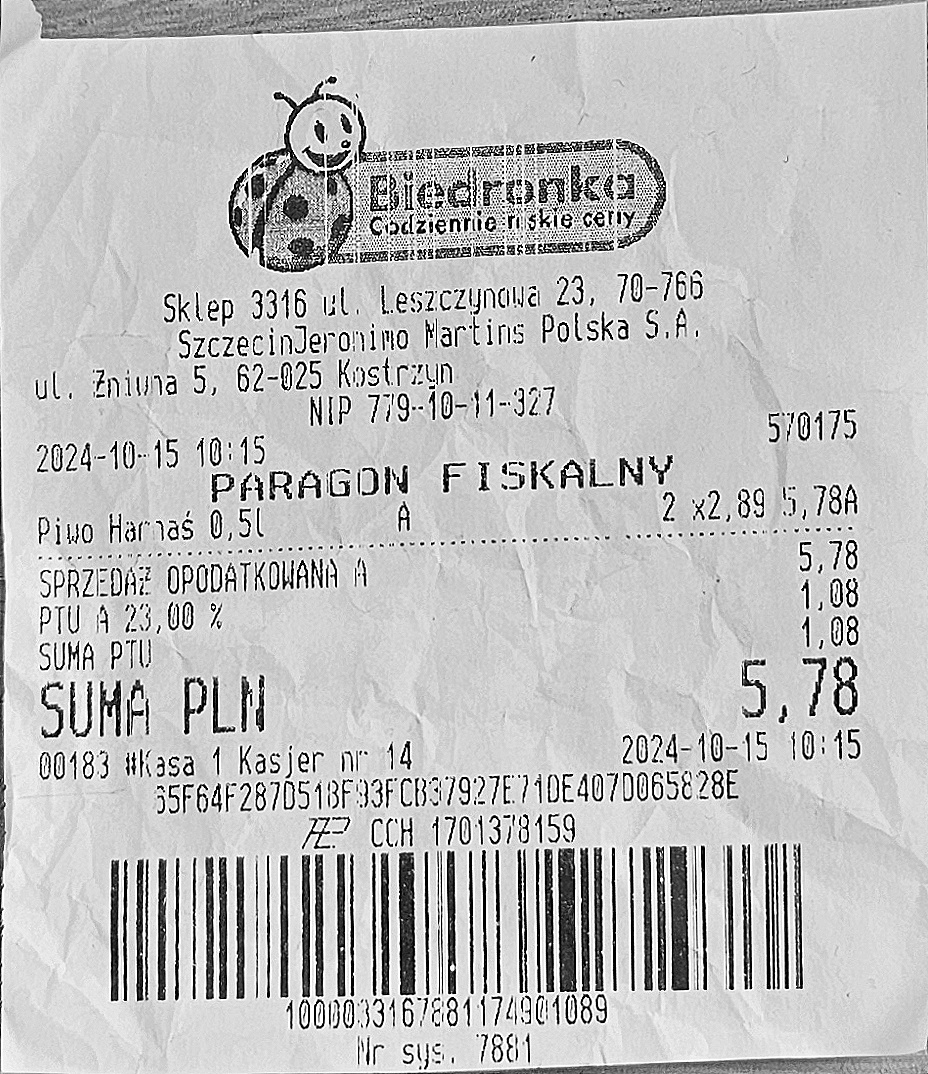 Biedronka
Codziennie niskie ceny
Sklep 3316 ul. Leszczynowa 23, 70-766
SzczecinJeronimo Martins Polska S.A.
ul. Żniwna 5, 62-025 Kostrzyn
NIP 779-10-11-327
2024-10-15 10:15 570175
PARAGON FISKALNY
Piwo Harnaś 0,5l A 2 x2,89 5,78A
SPRZEDAŻ OPODATKOWANA A 5,78
PTU A 23,00 % 1,08
SUMA PTU 1,08
SUMA PLN 5,78
00183 #Kasa 1 Kasjer nr 14 2024-10-15 10:15
65F64F287D518F93FCB37927E71DE407D065828E
CCH 1701378159
1000033167881174901089
Nr sys. 7881